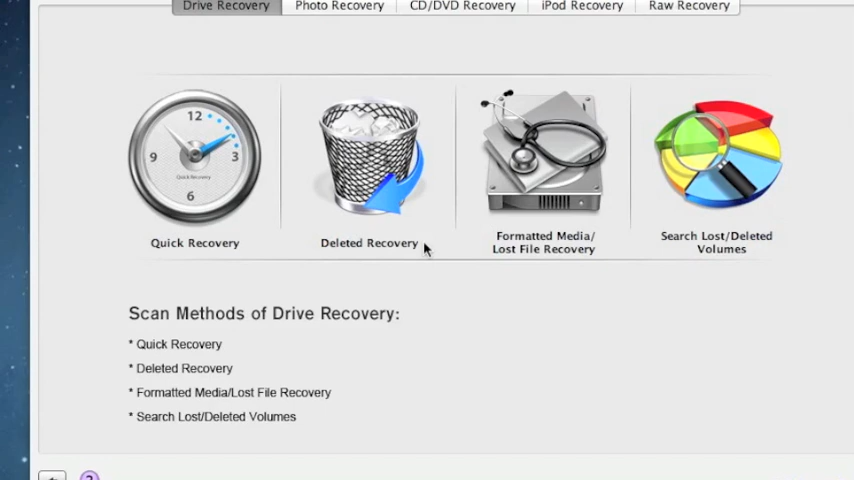 Drive Recovery Photo Recovery CD/DVD Recovery iPod Recovery Raw Recovery
12
9 3
Quick Recovery
6
Quick Recovery Deleted Recovery Formatted Media/ Lost File Recovery Search Lost/Deleted Volumes
Scan Methods of Drive Recovery:
* Quick Recovery
* Deleted Recovery
* Formatted Media/Lost File Recovery
* Search Lost/Deleted Volumes
?